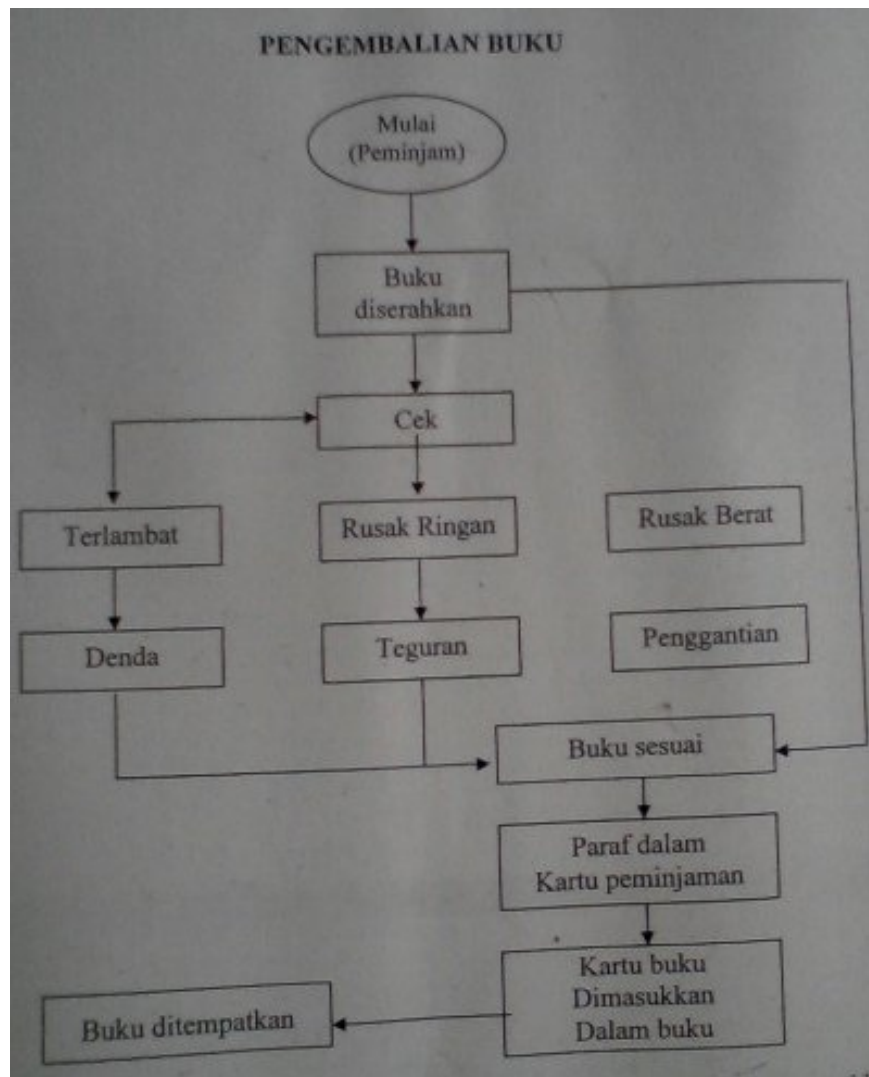 PENGEMBALIAN BUKU
Mulai
(Peminjam)
Buku
diserahkan
Cek
Terlambat
Rusak Ringan
Rusak Berat
Denda
Teguran
Penggantian
Buku sesuai
Paraf dalam
Kartu peminjaman
Kartu buku
Dimasukkan
Dalam buku
Buku ditempatkan